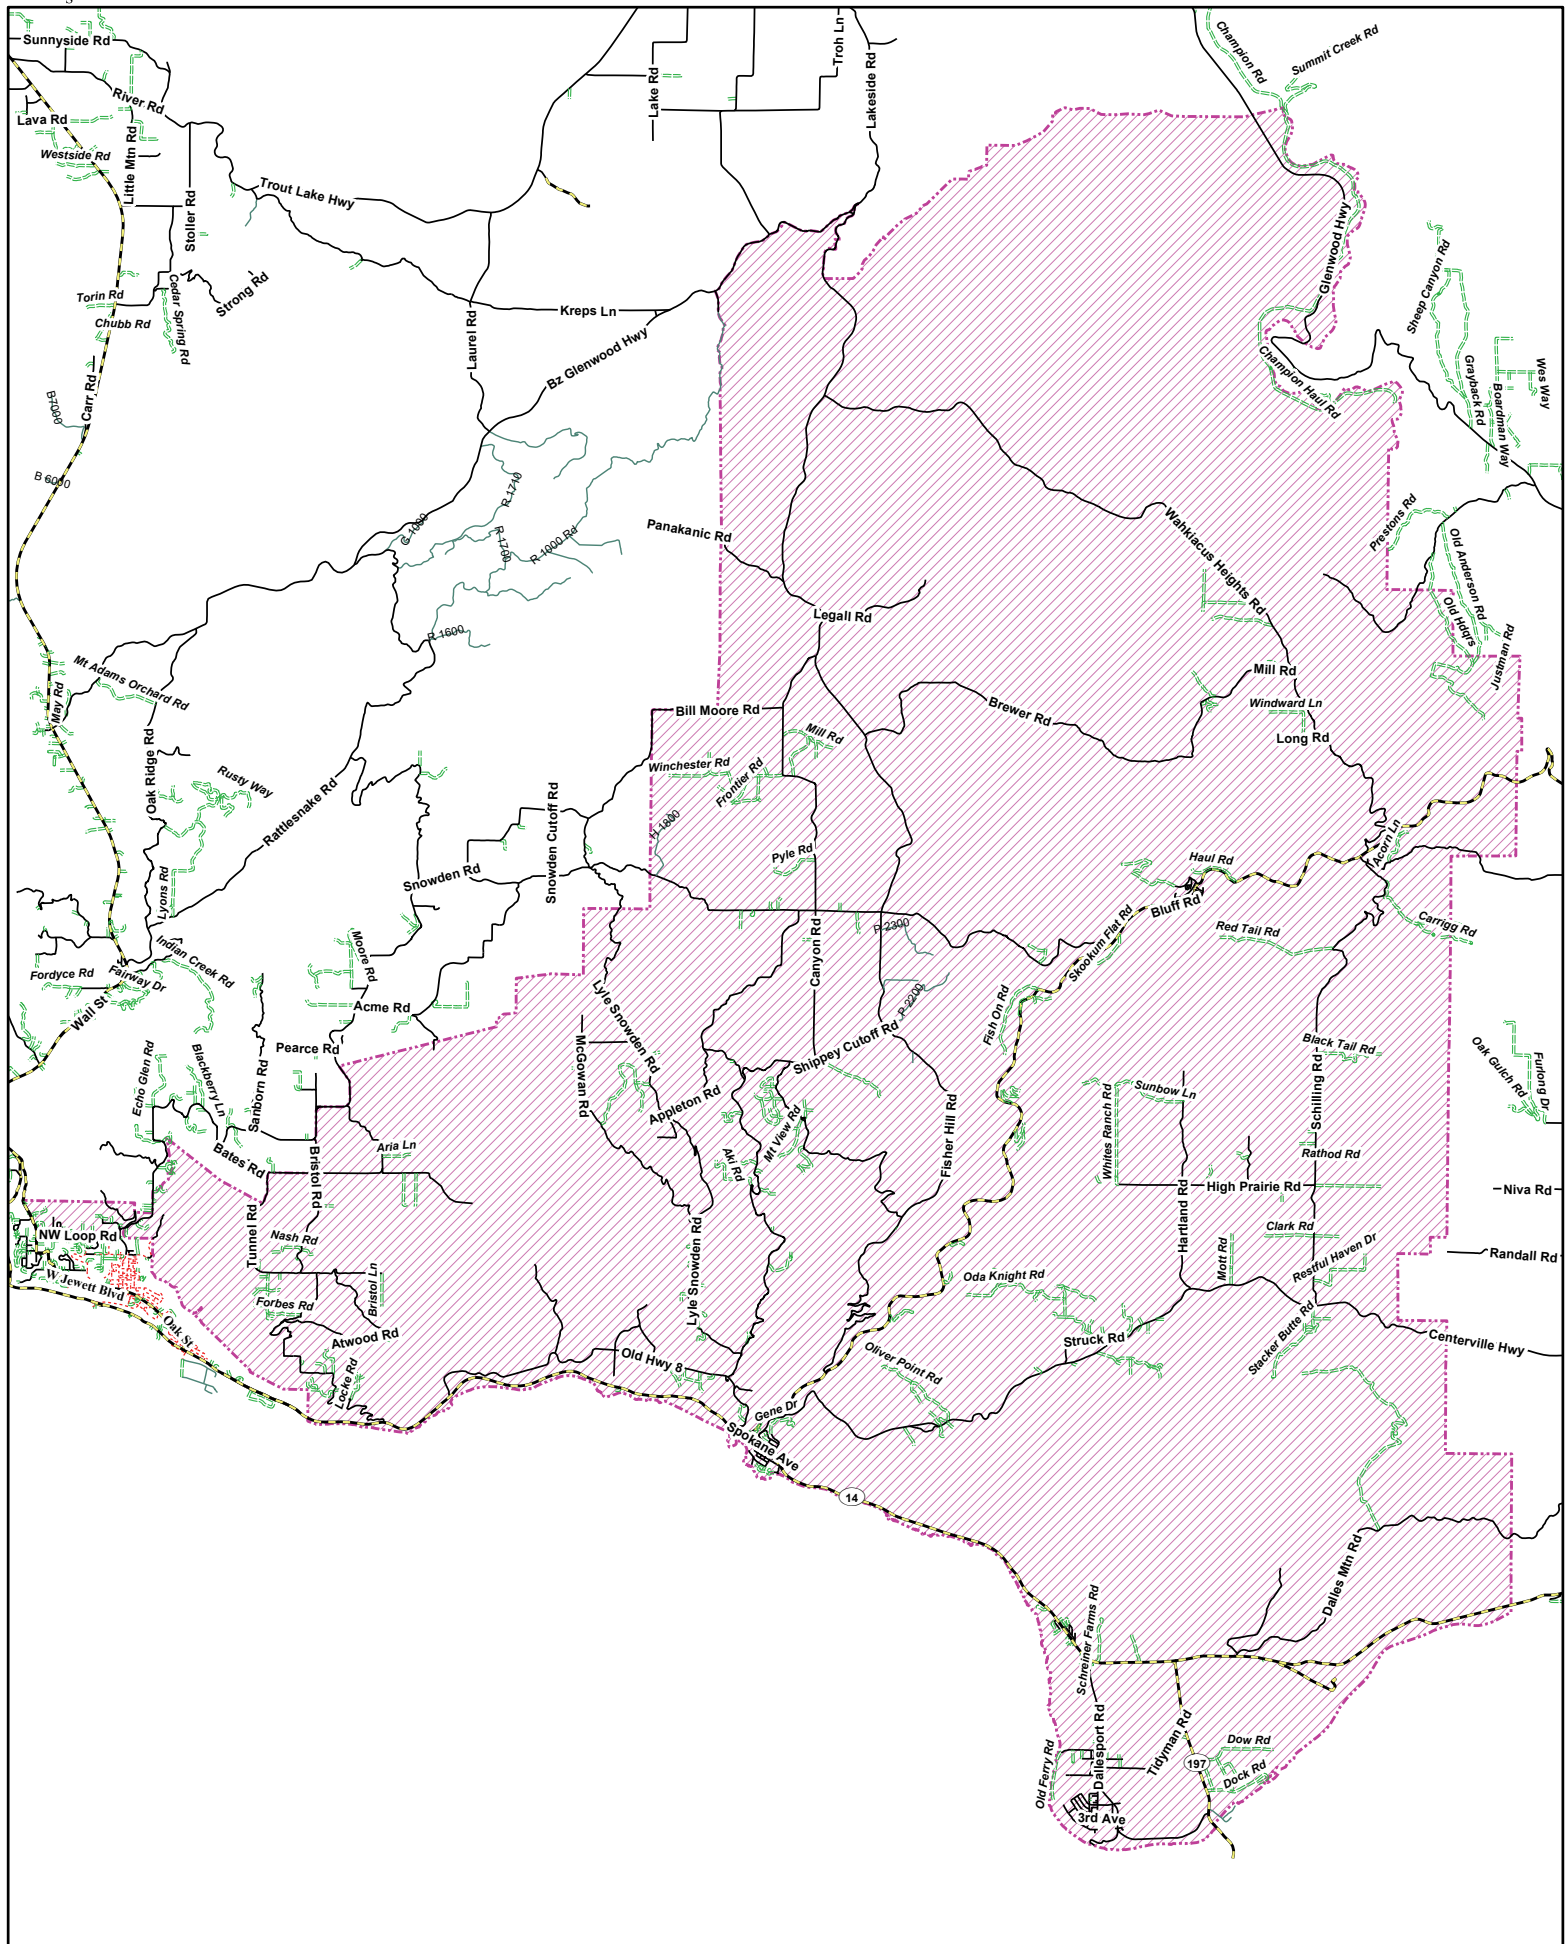 Sunnyside Rd
River Rd
Lava Rd
Westside Rd
Little Mtn Rd
Stoller Rd
Trout Lake Hwy
Lake Rd
Troh Ln
Lakeside Rd
Champion Rd
Summit Creek Rd
Glenwood Hwy
Torin Rd
Chubb Rd
Cedar Spring Rd
Strong Rd
Laurel Rd
Kreps Ln
Bz Glenwood Hwy
Champion Haul Rd
Sheep Canyon Rd
Grayback Rd
Boardman Way
Wes Way
Carr Rd
B7000
B 6000
G 1000
R 1710
R 1700
R 1000 Rd
R 1600
Panakanic Rd
Legall Rd
Wahkiacus Heights Rd
Prestons Rd
Old Anderson Rd
Old Hdqrs
Justman Rd
Mt Adams Orchard Rd
May Rd
Oak Ridge Rd
Rusty Way
Rattlesnake Rd
Lyons Rd
Bill Moore Rd
Mill Rd
Winchester Rd
Frontier Rd
H 1800
Pyle Rd
Brewer Rd
Mill Rd
Windward Ln
Long Rd
Acorn Ln
Haul Rd
Bluff Rd
Snowden Rd
Snowden Cutoff Rd
Canyon Rd
P 2300
P 2200
Skookum Flat Rd
Red Tail Rd
Carrigg Rd
Fordyce Rd
Fairway Dr
Indian Creek Rd
Wall St
Moore Rd
Acme Rd
Pearce Rd
Lyle Snowden Rd
McGowan Rd
Shippey Cutoff Rd
Fish On Rd
Black Tail Rd
Schilling Rd
Oak Gulch Rd
Furlong Dr
Echo Glen Rd
Blackberry Ln
Sanborn Rd
Bates Rd
Aria Ln
Bristol Rd
Appleton Rd
Mt View Rd
Aki Rd
Fisher Hill Rd
Whites Ranch Rd
Sunbow Ln
Rathod Rd
High Prairie Rd
Niva Rd
NW Loop Rd
W. Jewett Blvd
Oak St
Tunnel Rd
Nash Rd
Forbes Rd
Bristol Ln
Atwood Rd
Locke Rd
Old Hwy 8
Lyle Snowden Rd
Oda Knight Rd
Hartland Rd
Mott Rd
Clark Rd
Restful Haven Dr
Randall Rd
Struck Rd
Stacker Butte Rd
Centerville Hwy
Oliver Point Rd
Gene Dr
Spokane Ave
14
Dalles Mtn Rd
Schreiner Farms Rd
Dallesport Rd
Tidyman Rd
Old Ferry Rd
197
Dow Rd
Dock Rd
3rd Ave